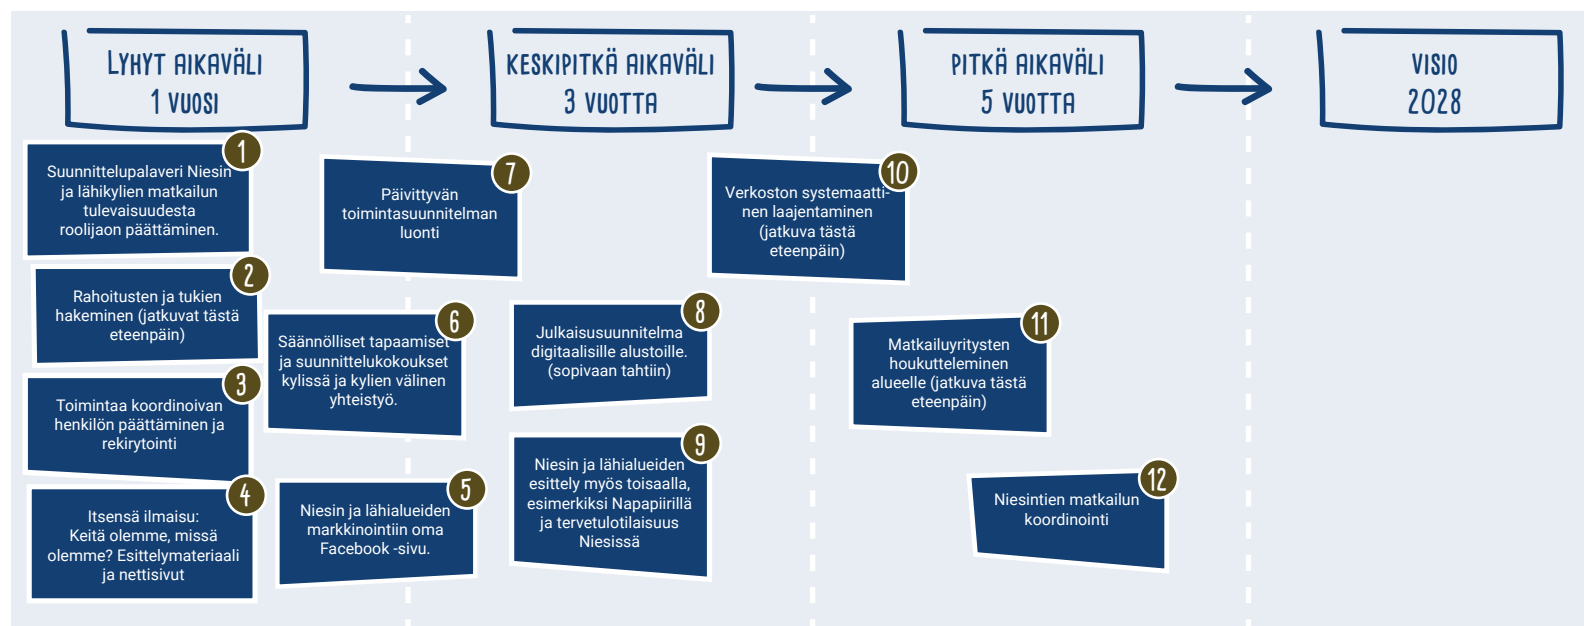 LYHYT AIKAVÄLI
1 VUOSI
KESKIPITKÄ AIKAVÄLI
3 VUOTTA
PITKÄ AIKAVÄLI
5 VUOTTA
VISIO
2028
1
Suunnittelupalaveri Niesin
ja lähikylien matkailun
tulevaisuudesta
roolijaon päättäminen.
2
Rahoitusten ja tukien
hakeminen (jatkuvat tästä
eteenpäin)
3
Toimintaa koordinoivan
henkilön päättäminen ja
rekirytointi
4
Itsensä ilmaisu:
Keitä olemme, missä
olemme? Esittelymateriaali
ja nettisivut
5
Niesin ja lähialueiden
markkinointiin oma
Facebook -sivu.
6
Säännölliset tapaamiset
ja suunnittelukokoukset
kylissä ja kylien välinen
yhteistyö.
7
Päivittyvän
toimintasuunnitelman
luonti
8
Julkaisusuunnitelma
digitaalisille alustoille.
(sopivaan tahtiin)
9
Niesin ja lähialueiden
esittely myös toisaalla,
esimerkiksi Napapiirillä
ja tervetulotilaisuus
Niesissä
10
Verkoston systemaatti-
nen laajentaminen
(jatkuva tästä
eteenpäin)
11
Matkailuyritysten
houkutteleminen
alueelle (jatkuva tästä
eteenpäin)
12
Niesintien matkailun
koordinointi